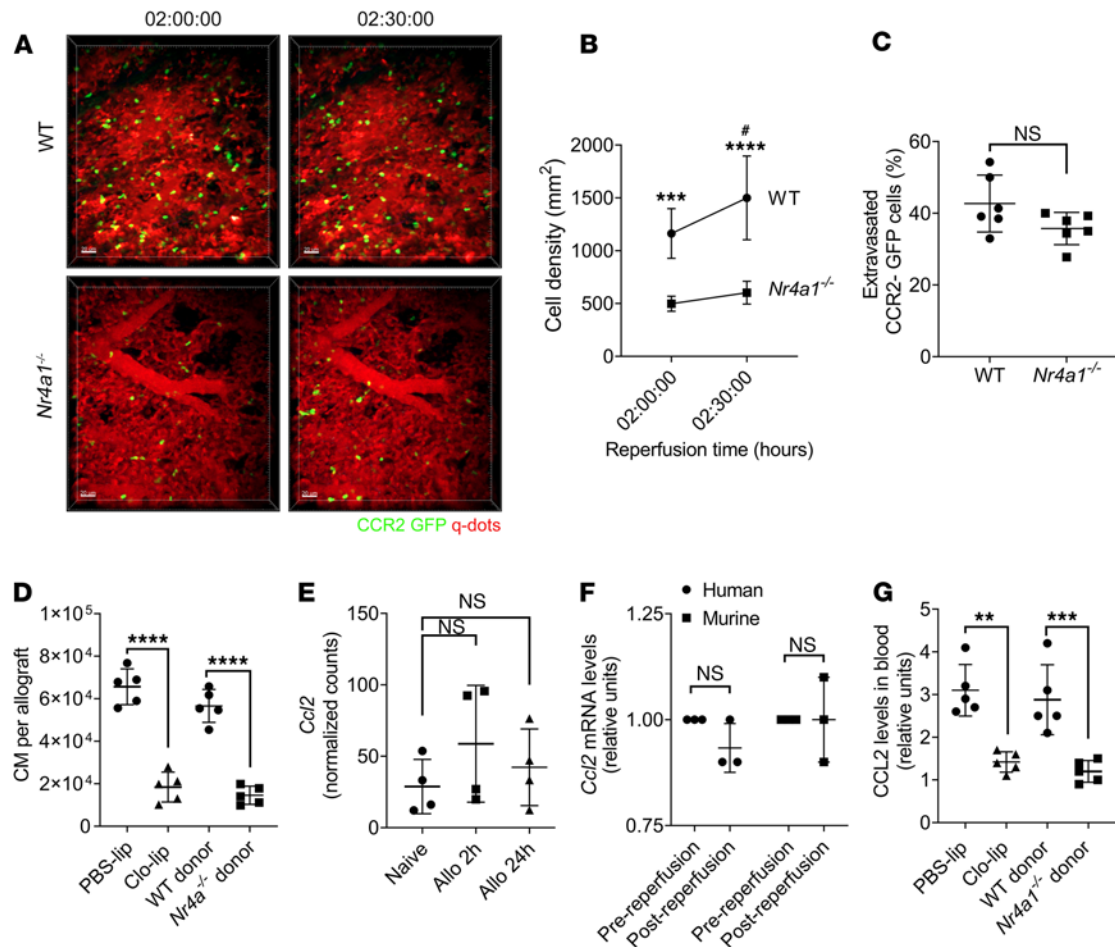 A
02:00:00
02:30:00
WT
Nr4a1-/-
CCR2 GFP q-dots
B
Cell density (mm2)
2000
1500
1000
500
0
***
#
****
WT
Nr4a1-/-
02:00:00
02:30:00
Reperfusion time (hours)
C
Extravasated
CCR2- GFP cells (%)
60
40
20
0
NS
WT
Nr4a1-/-
D
CM per allograft
1×10⁵
8×10⁴
6×10⁴
4×10⁴
2×10⁴
0
****
****
PBS-lip
Clo-lip
WT donor
Nr4a-/- donor
E
Ccl2
(normalized counts)
150
100
50
0
NS
NS
Naive
Allo 2h
Allo 24h
F
Human
Murine
Ccl2 mRNA levels
(relative units)
1.25
1.00
0.75
NS
NS
Pre-reperfusion
Post-reperfusion
Pre-reperfusion
Post-reperfusion
G
CCL2 levels in blood
(relative units)
5
4
3
2
1
0
**
***
PBS-lip
Clo-lip
WT donor
Nr4a1-/- donor